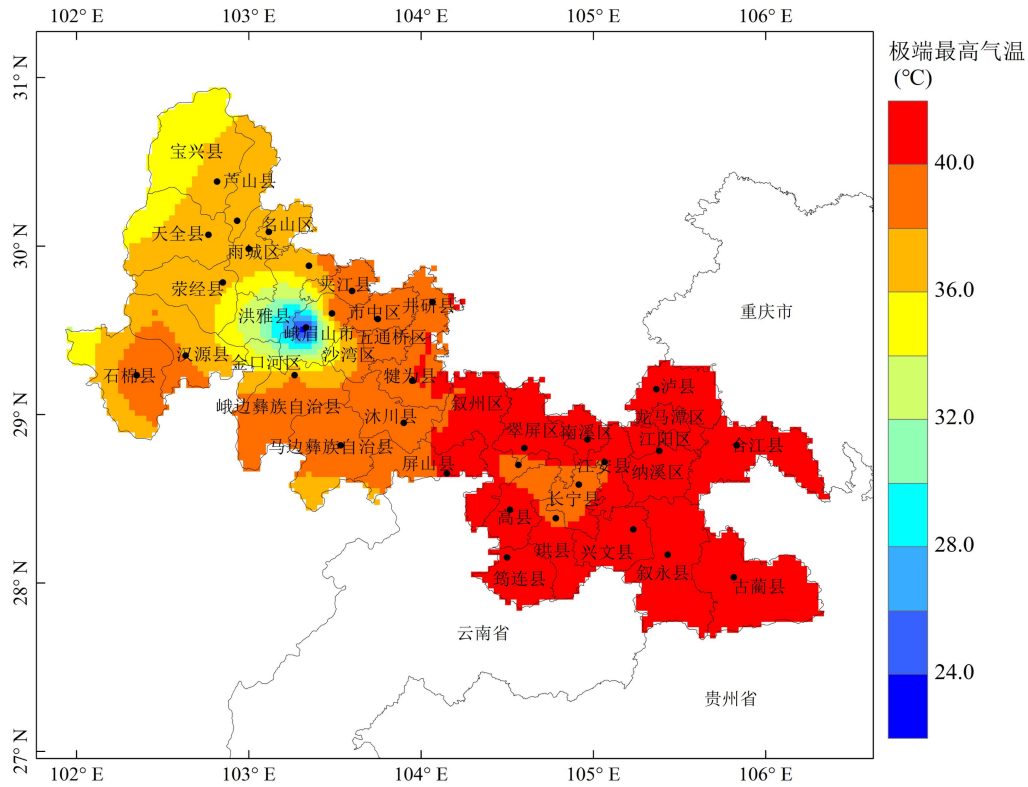 102° E 103° E 104° E 105° E 106° E
极端最高气温
(°C)
31° N
30° N
29° N
28° N
27° N
40.0
36.0
32.0
28.0
24.0
宝兴县
芦山县
天全县
名山区
雨城区
荥经县
夹江县
洪雅县
市中区
井研县
峨眉山市
五通桥区
汉源县
沙湾区
金口河区
石棉县
犍为县
峨边彝族自治县
沐川县
叙州区
马边彝族自治县
屏山县
翠屏区
南溪区
江安县
泸县
龙马潭区
江阳区
合江县
纳溪区
长宁县
高县
珙县
兴文县
筠连县
叙永县
古蔺县
重庆市
云南省
贵州省
102° E 103° E 104° E 105° E 106° E